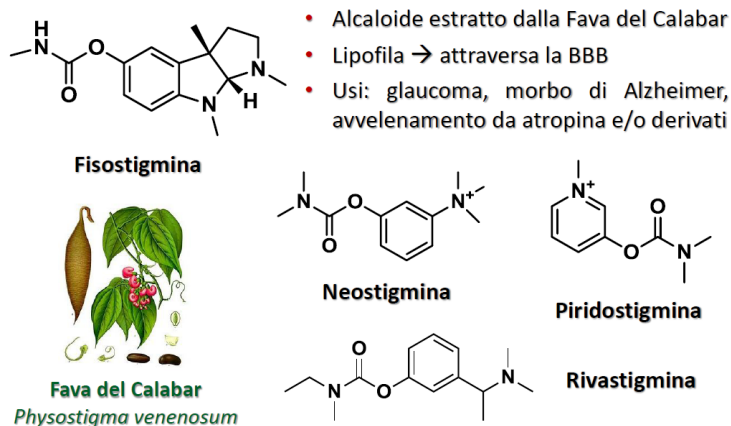 • Alcaloide estratto dalla Fava del Calabar
• Lipofila → attraversa la BBB
• Usi: glaucoma, morbo di Alzheimer,
avvelenamento da atropina e/o derivati
H
N
O
O
N
N
H
Fisostigmina
N
O
O
N+
Neostigmina
N+
O
O
N
Piridostigmina
O
N
O
N
Rivastigmina
Fava del Calabar
Physostigma venenosum